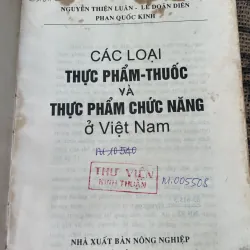 NGUYỄN THIỆN LUÂN - LÊ DOÃN DIÊN
PHAN QUỐC KINH
CÁC LOẠI
THỰC PHẨM-THUỐC
VÀ
THỰC PHẨM CHỨC NĂNG
ở Việt Nam
THƯ VIỆN
NINH THUẬN
M.005508
NHÀ XUẤT BẢN NÔNG NGHIỆP